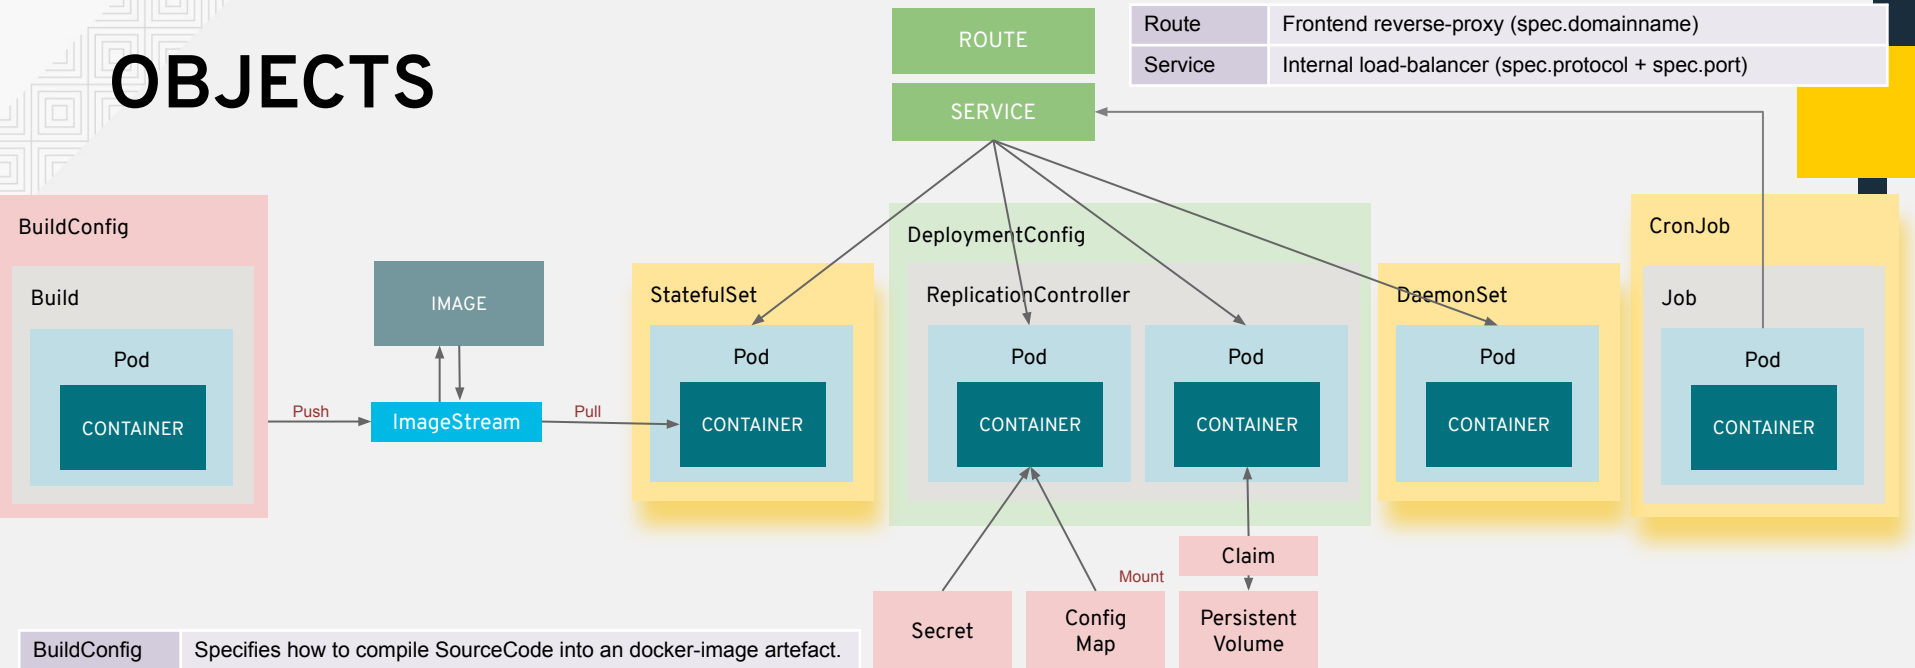 OBJECTS
ROUTE
SERVICE
Route Frontend reverse-proxy (spec.domainname)
Service Internal load-balancer (spec.protocol + spec.port)
BuildConfig
Build
Pod
CONTAINER
Push
IMAGE
ImageStream
Pull
StatefulSet
Pod
CONTAINER
DeploymentConfig
ReplicationController
Pod
CONTAINER
Pod
CONTAINER
DaemonSet
Pod
CONTAINER
CronJob
Job
Pod
CONTAINER
Secret
Config
Map
Mount
Claim
Persistent
Volume
BuildConfig Specifies how to compile SourceCode into an docker-image artefact.